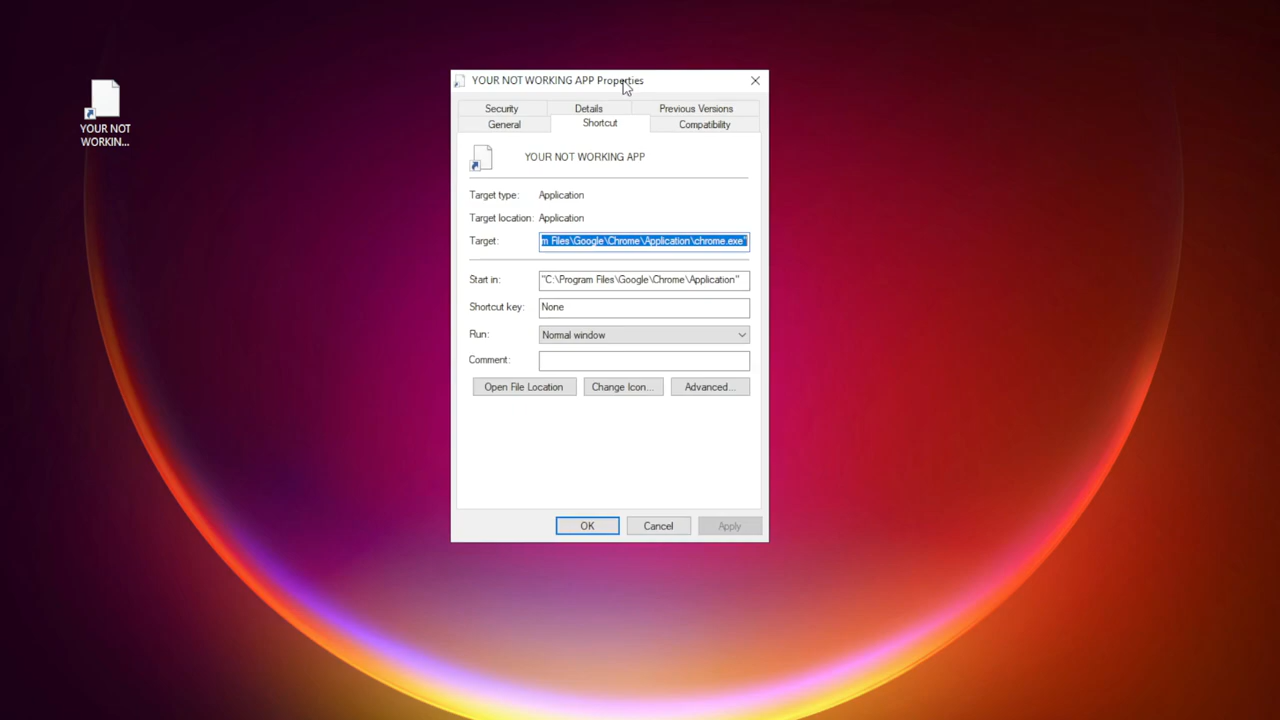 YOUR NOT
WORKIN...
YOUR NOT WORKING APP Properties
Security Details Previous Versions
General Shortcut Compatibility
YOUR NOT WORKING APP
Target type: Application
Target location: Application
Target: m Files\Google\Chrome\Application\chrome.exe"
Start in: "C:\Program Files\Google\Chrome\Application"
Shortcut key: None
Run: Normal window
Comment:
Open File Location Change Icon... Advanced...
OK Cancel Apply